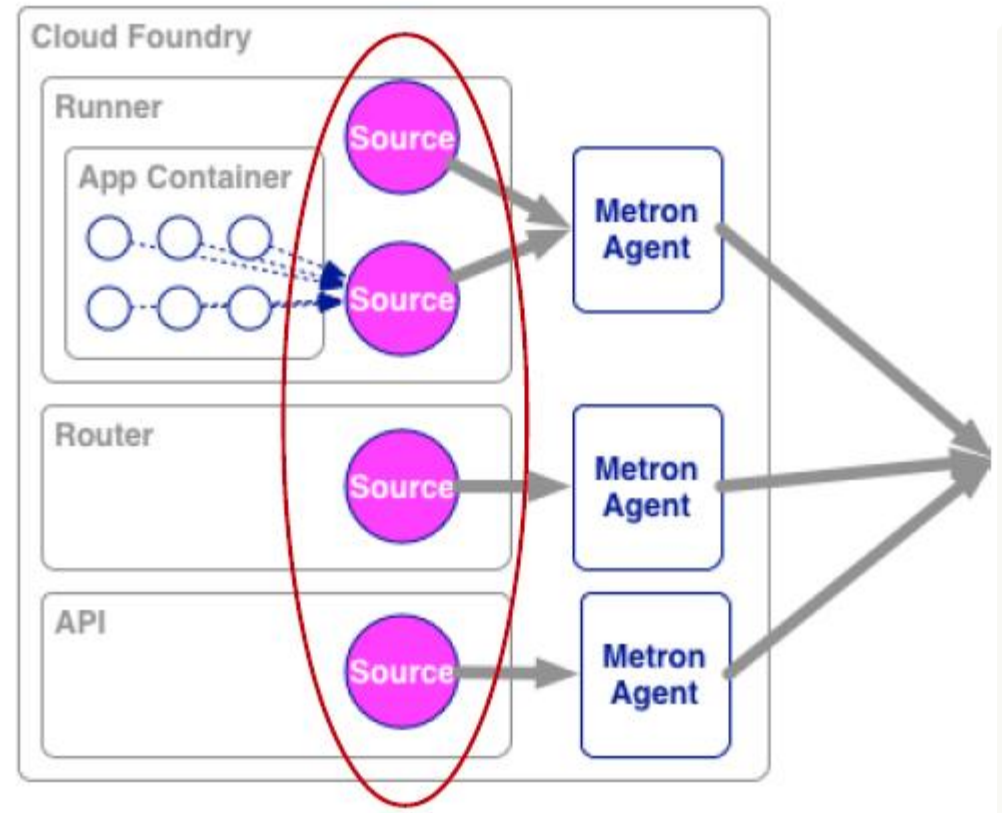 Cloud Foundry
Runner
Source
App Container
Metron
Agent
Source
Router
Source
Metron
Agent
API
Source
Metron
Agent